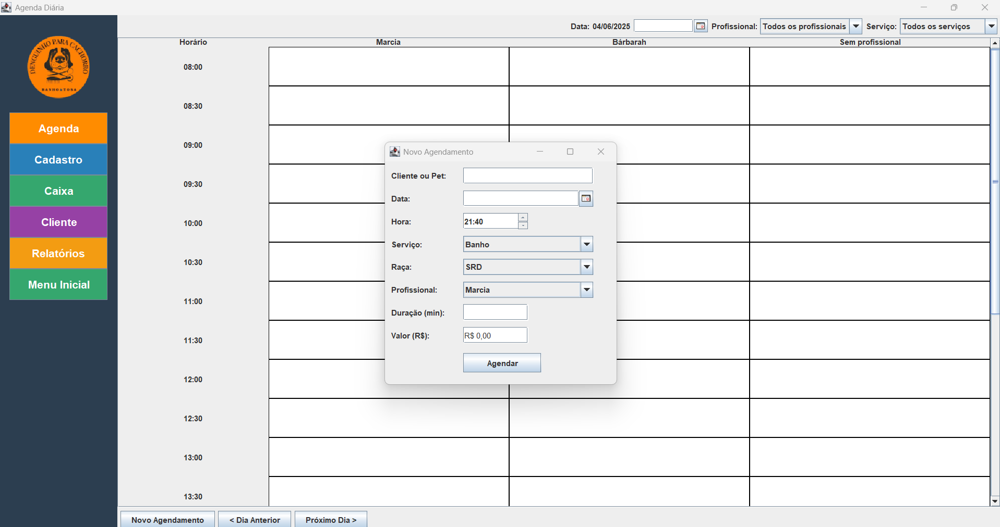 Agenda Diária
Data: 04/06/2025 Profissional: Todos os profissionais Serviço: Todos os serviços
DENGUINHO PARA CACHORRO
BANHO & TOSA
Agenda
Cadastro
Caixa
Cliente
Relatórios
Menu Inicial
Horário Marcia Bárbarah Sem profissional
08:00
08:30
09:00
09:30
10:00
10:30
11:00
11:30
12:00
12:30
13:00
13:30
Novo Agendamento
Cliente ou Pet:
Data:
Hora: 21:40
Serviço: Banho
Raça: SRD
Profissional: Marcia
Duração (min):
Valor (R$): R$ 0,00
Agendar
Novo Agendamento < Dia Anterior Próximo Dia >